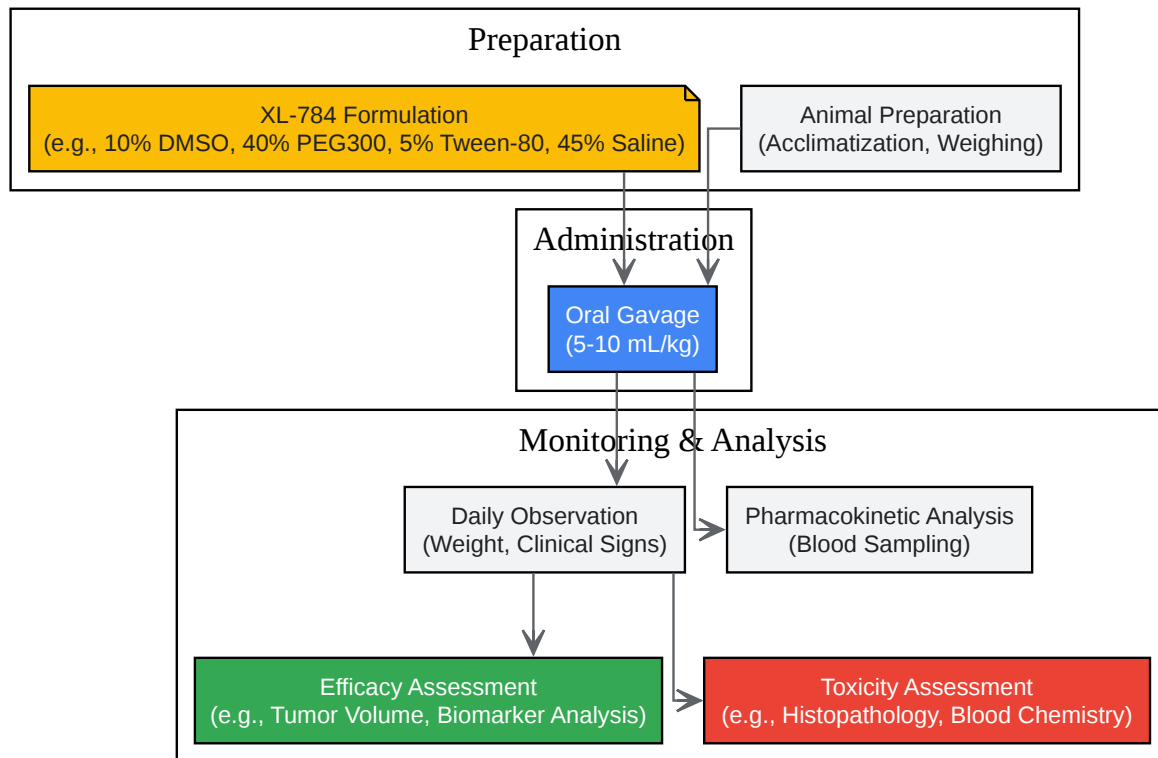 Preparation
XL-784 Formulation
(e.g., 10% DMSO, 40% PEG300, 5% Tween-80, 45% Saline)
Animal Preparation
(Acclimatization, Weighing)
Administration
Oral Gavage
(5-10 mL/kg)
Monitoring & Analysis
Daily Observation
(Weight, Clinical Signs)
Pharmacokinetic Analysis
(Blood Sampling)
Efficacy Assessment
(e.g., Tumor Volume, Biomarker Analysis)
Toxicity Assessment
(e.g., Histopathology, Blood Chemistry)